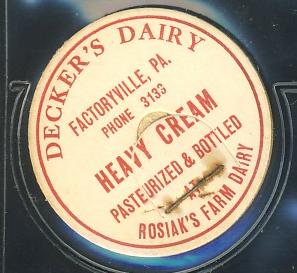 DECKER'S DAIRY
FACTORYVILLE, PA.
PHONE 3133
HEAVY CREAM
PASTEURIZED & BOTTLED
AT
ROSIAK'S FARM DAIRY